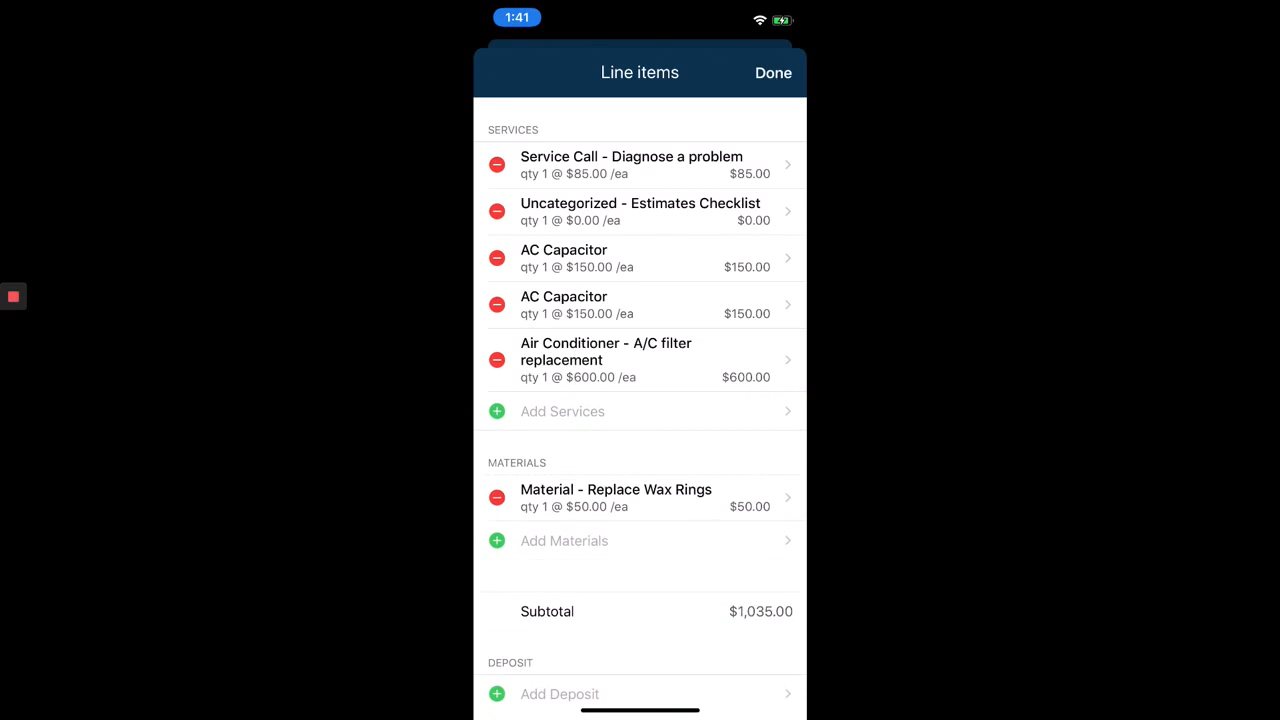 1:41
Line items
Done
SERVICES
Service Call - Diagnose a problem
qty 1 @ $85.00 /ea $85.00
Uncategorized - Estimates Checklist
qty 1 @ $0.00 /ea $0.00
AC Capacitor
qty 1 @ $150.00 /ea $150.00
AC Capacitor
qty 1 @ $150.00 /ea $150.00
Air Conditioner - A/C filter
replacement
qty 1 @ $600.00 /ea $600.00
Add Services
MATERIALS
Material - Replace Wax Rings
qty 1 @ $50.00 /ea $50.00
Add Materials
Subtotal $1,035.00
DEPOSIT
Add Deposit